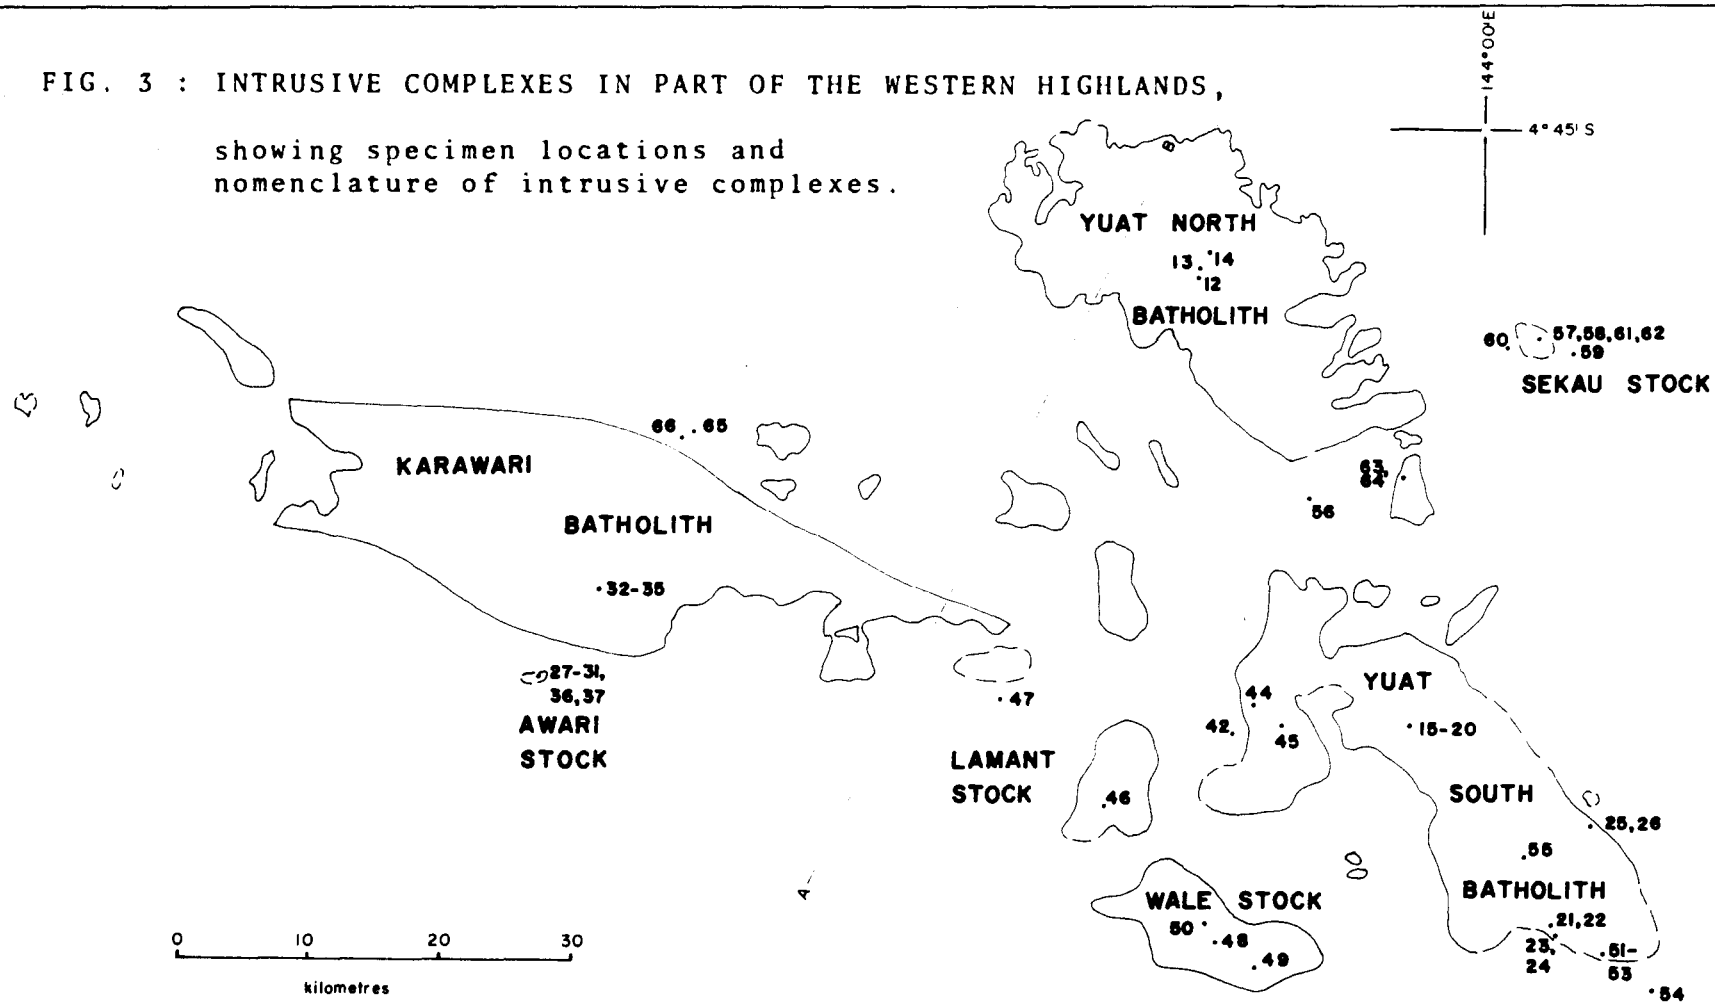 FIG. 3 : INTRUSIVE COMPLEXES IN PART OF THE WESTERN HIGHLANDS,
showing specimen locations and
nomenclature of intrusive complexes.
144°00'E
4°45'S
B
YUAT NORTH
13 14
12
BATHOLITH
60 57,58,61,62
59
SEKAU STOCK
66 65
KARAWARI
63,
64
56
BATHOLITH
32-35
27-31,
36,37
AWARI
STOCK
47
44
42
45
YUAT
15-20
LAMANT
STOCK
46
SOUTH
25,26
55
A
BATHOLITH
WALE STOCK
50
48
49
21,22
23,
24
51-
53
54
0 10 20 30
kilometres